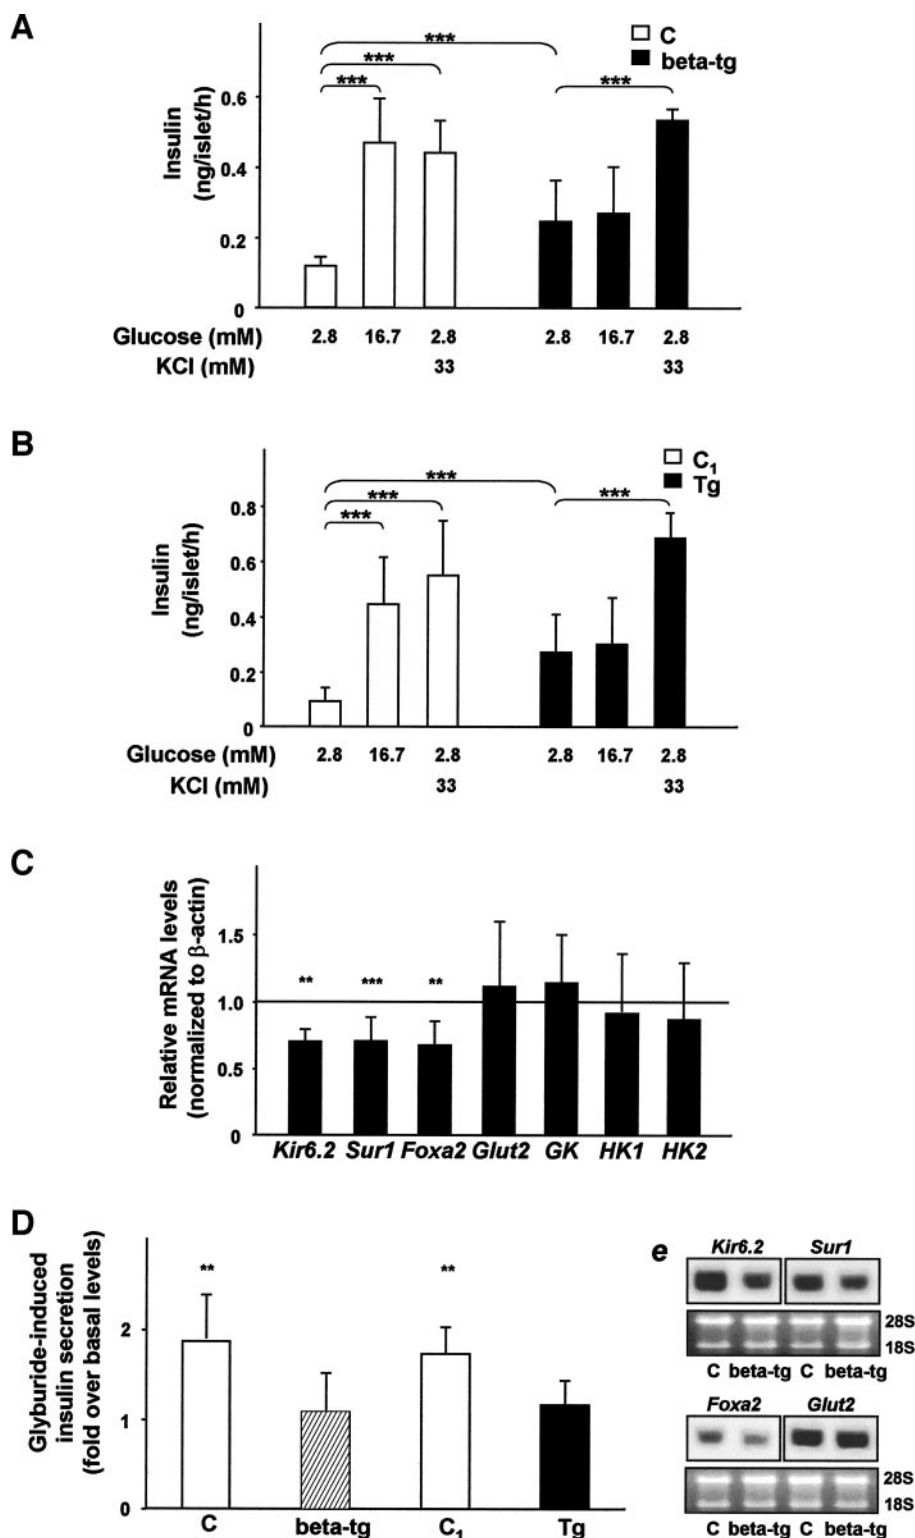 A
***
C
***
beta-tg
***
***
Insulin
(ng/islet/h)
0.6
0.4
0.2
0
Glucose (mM) 2.8 16.7 2.8 2.8 16.7 2.8
KCl (mM) 33 33
B
C1
***
Tg
***
***
***
Insulin
(ng/islet/h)
0.8
0.6
0.4
0.2
0
Glucose (mM) 2.8 16.7 2.8 2.8 16.7 2.8
KCl (mM) 33 33
C
Relative mRNA levels
(normalized to β-actin)
1.5
** *** **
1.0
0.5
0
Kir6.2 Sur1 Foxa2 Glut2 GK HK1 HK2
D
Glyburide-induced
insulin secretion
(fold over basal levels)
** **
2
1
0
C beta-tg C1 Tg
e
Kir6.2 Sur1
28S
18S
C beta-tg C beta-tg
Foxa2 Glut2
28S
18S
C beta-tg C beta-tg